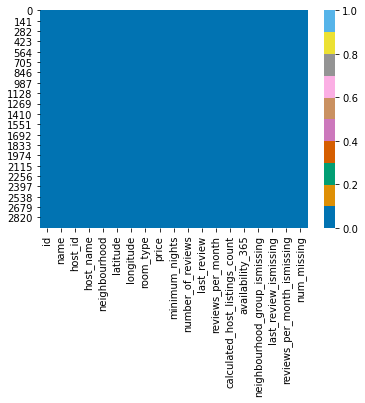 0
141
282
423
564
705
846
987
1128
1269
1410
1551
1692
1833
1974
2115
2256
2397
2538
2679
2820
1.0
0.8
0.6
0.4
0.2
0.0
id
name
host_id
host_name
neighbourhood
latitude
longitude
room_type
price
minimum_nights
number_of_reviews
last_review
reviews_per_month
calculated_host_listings_count
availability_365
neighbourhood_group_ismissing
last_review_ismissing
reviews_per_month_ismissing
num_missing